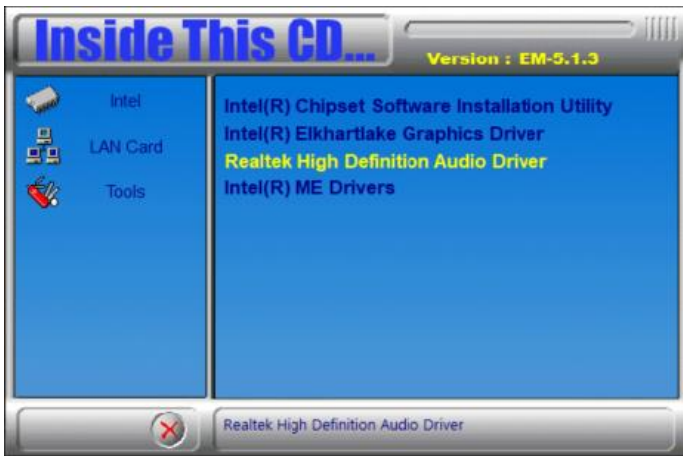 Inside This CD...
Version : EM-5.1.3
Intel
LAN Card
Tools
Intel(R) Chipset Software Installation Utility
Intel(R) Elkhartlake Graphics Driver
Realtek High Definition Audio Driver
Intel(R) ME Drivers
Realtek High Definition Audio Driver